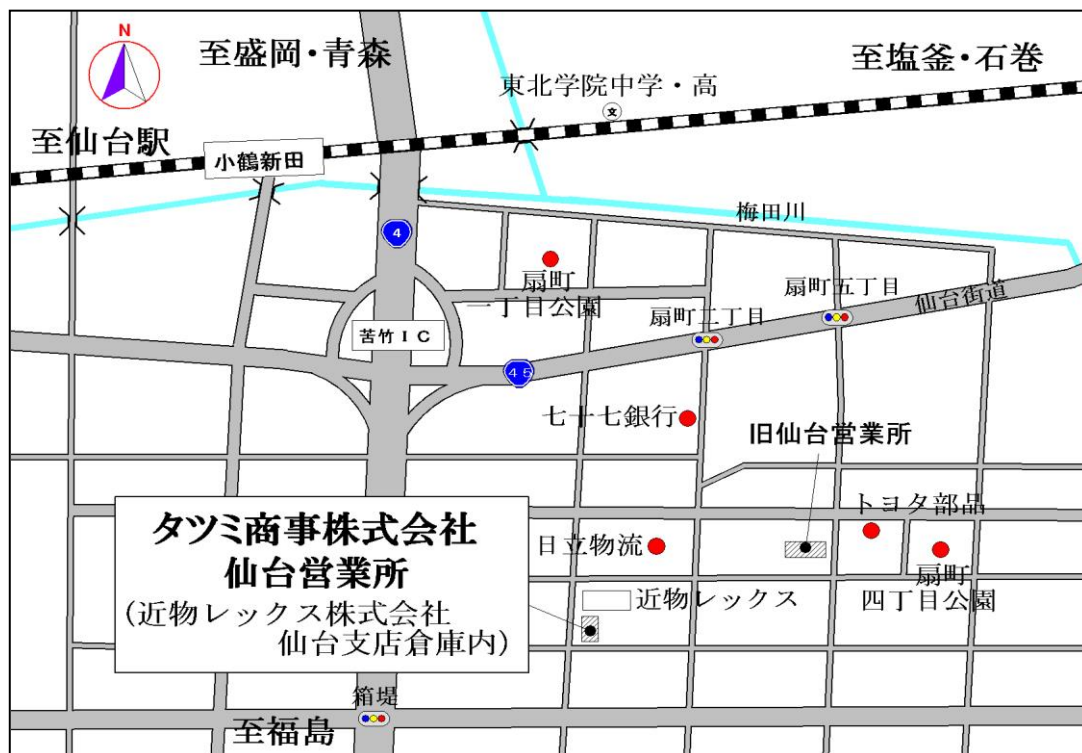 N
至盛岡・青森
至塩釜・石巻
東北学院中学・高
文
至仙台駅
小鶴新田
梅田川
4
扇町
一丁目公園
扇町五丁目
仙台街道
扇町二丁目
苦竹IC
45
七十七銀行
旧仙台営業所
トヨタ部品
タツミ商事株式会社
仙台営業所
(近物レックス株式会社
仙台支店倉庫内)
日立物流
扇町
四丁目公園
近物レックス
箱堤
至福島